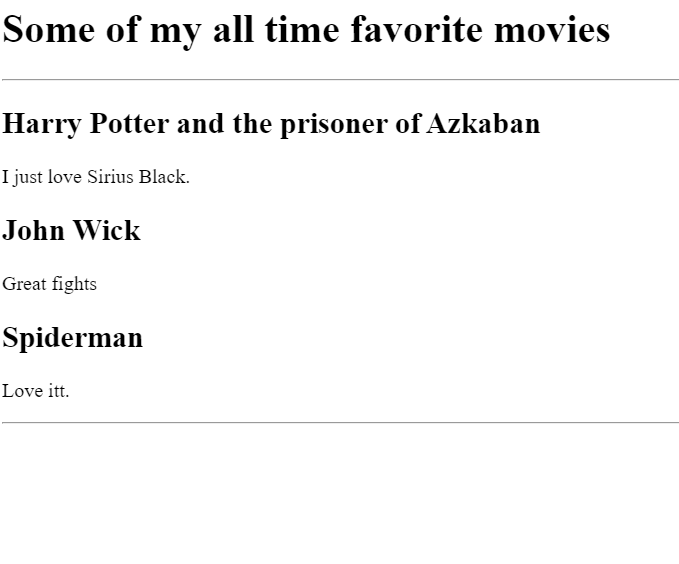 Some of my all time favorite movies
Harry Potter and the prisoner of Azkaban
I just love Sirius Black.
John Wick
Great fights
Spiderman
Love itt.